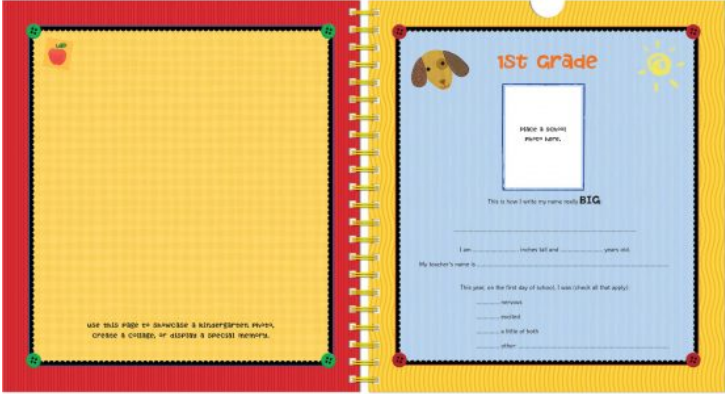 use this page to showcase a kindergarten photo,
create a collage, or display a special memory.
1st Grade
Place a school
photo here.
This is how I write my name really BIG.
I am ... inches tall and ... years old.
My teacher's name is
This year, on the first day of school, I was (check all that apply):
nervous
excited
a little of both
other